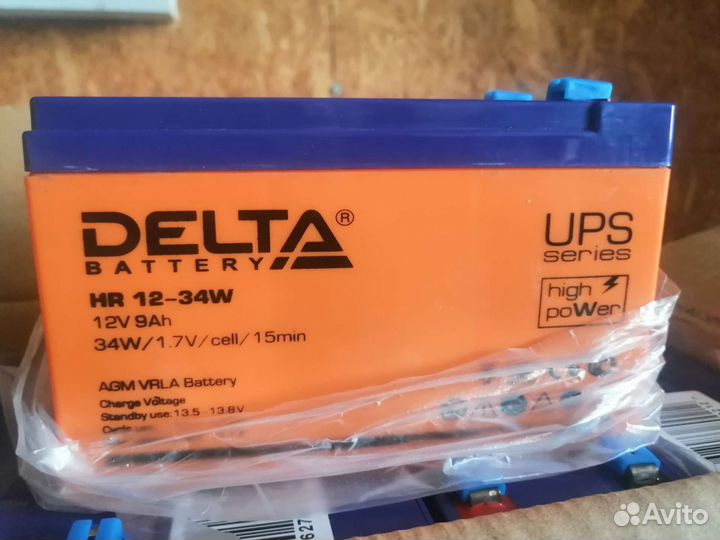 DELTA®
BATTERY
HR 12-34W
12V 9Ah
34W/1.7V/cell/15min
AGM VRLA Battery
Charge Voltage
Standby use: 13.5 - 13.8V
UPS
series
high
poWer
627
Avito